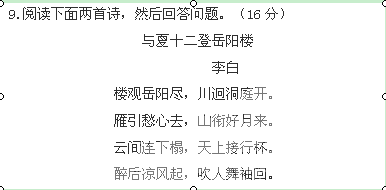 9.阅读下面两首诗，然后回答问题。（16分）
与夏十二登岳阳楼
李白
楼观岳阳尽，川迥洞庭开。
雁引愁心去，山衔好月来。
云间连下榻，天上接行杯。
醉后凉风起，吹人舞袖回。